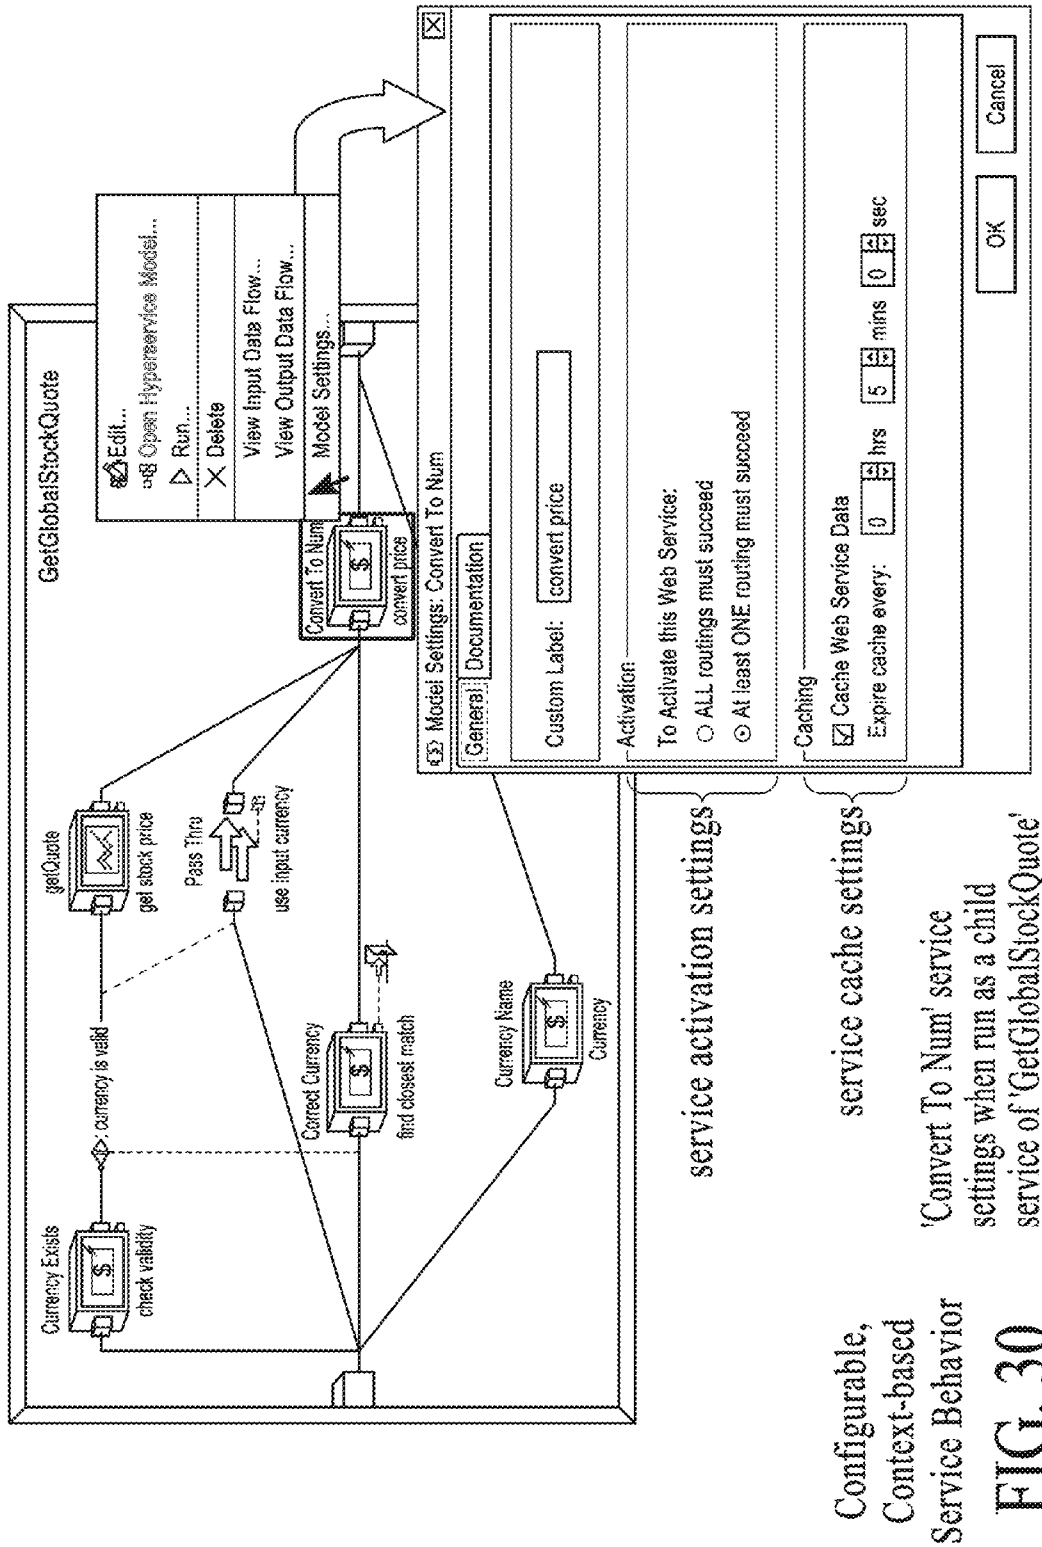 GetGlobalStockQuote
Currency Exists
check validity
: currency is valid
getQuote
get stock price
Pass Thru
use input currency
Correct Currency
find closest match
Currency Name
Currency
Convert To Num
convert price
Edit...
Open Hyperservice Model...
Run...
Delete
View Input Data Flow...
View Output Data Flow...
Model Settings...
Model Settings: Convert To Num
General
Documentation
Custom Label: convert price
Activation
To Activate this Web Service:
ALL routings must succeed
At least ONE routing must succeed
Caching
Cache Web Service Data
Expire cache every: 0 hrs 5 mins 0 sec
OK Cancel
service activation settings
service cache settings
'Convert To Num' service
settings when run as a child
service of 'GetGlobalStockQuote'
Configurable,
Context-based
Service Behavior
FIG. 30